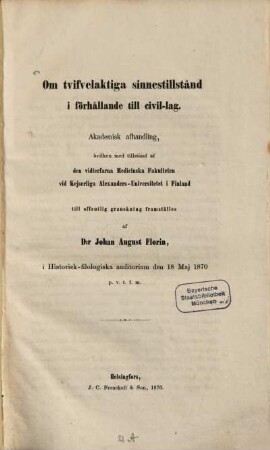 Om tvifvelaktiga sinnestillstånd
i förhållande till civil-lag.
Akademisk afhandling,
hvilken med tillstånd af
den vidterfarna Medicinska Fakulteten
vid Kejserliga Alexanders-Universitetet i Finland
till offentlig granskning framställes
af
D:r Johan August Florin,
i Historisk-filologiska auditorium den 18 Maj 1870
p. v. t. f. m.
Bayerische
Staatsbibliothek
München
Helsingfors,
J. C. Frenckell & Son, 1870.